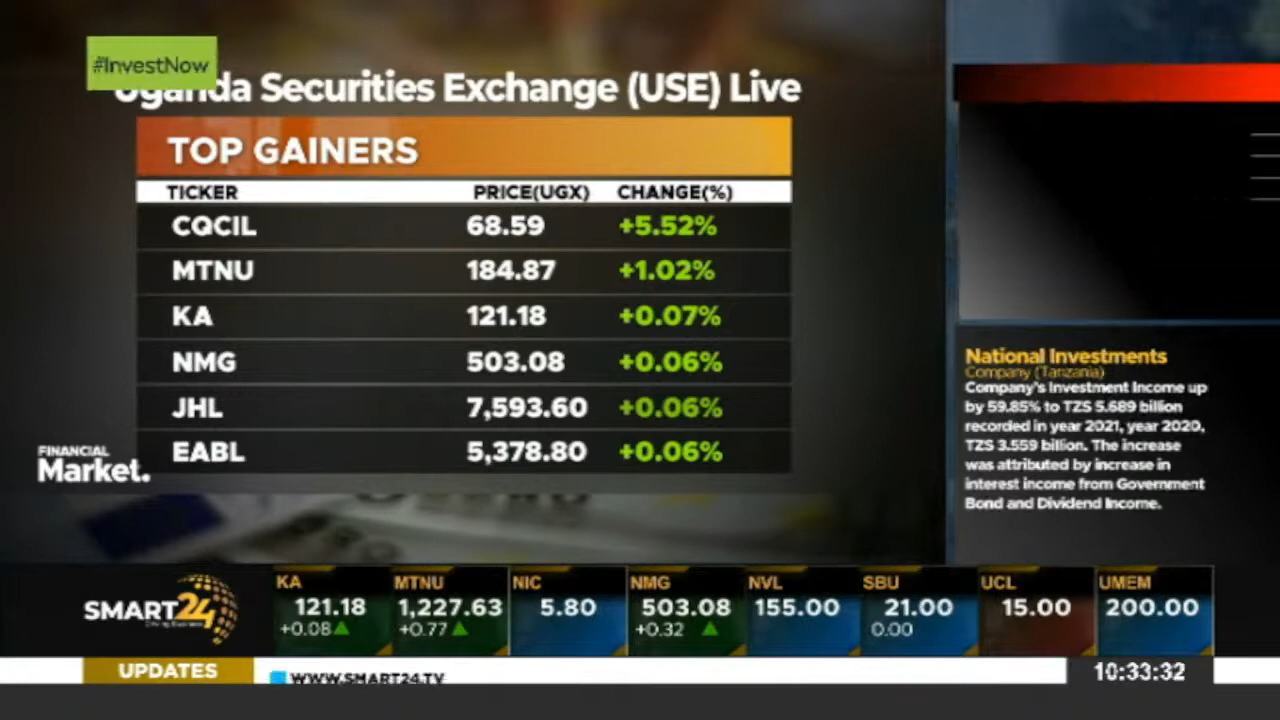 #InvestNow
Uganda Securities Exchange (USE) Live
TOP GAINERS
TICKER PRICE(UGX) CHANGE(%)
CQCIL 68.59 +5.52%
MTNU 184.87 +1.02%
KA 121.18 +0.07%
NMG 503.08 +0.06%
JHL 7,593.60 +0.06%
EABL 5,378.80 +0.06%
FINANCIAL
Market.
National Investments
Company (Tanzania)
Company's Investment Income up
by 59.85% to TZS 5.689 billion
recorded in year 2021, year 2020,
TZS 3.559 billion. The increase
was attributed by increase in
interest income from Government
Bond and Dividend Income.
SMART24
KA MTNU NIC NMG NVL SBU UCL UMEM
121.18 1,227.63 5.80 503.08 155.00 21.00 15.00 200.00
+0.08 +0.77 +0.32 0.00
UPDATES
WWW.SMART24.TV
10:33:32